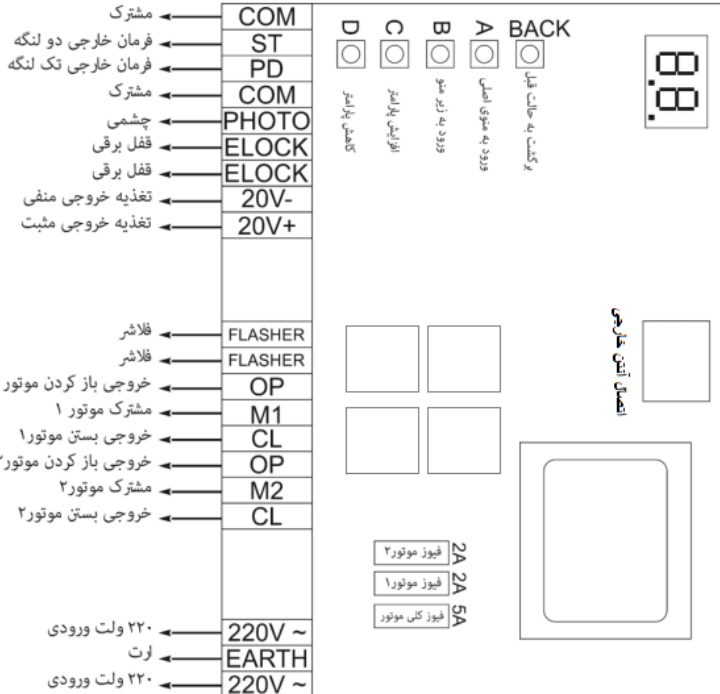 COM مشترک
ST فرمان خارجی دو لنگه
PD فرمان خارجی تک لنگه
COM مشترک
PHOTO چشمی
ELOCK قفل برقی
ELOCK قفل برقی
20V- تغذیه خروجی منفی
20V+ تغذیه خروجی مثبت
FLASHER فلاشر
FLASHER فلاشر
OP خروجی باز کردن موتور
M1 مشترک موتور ۱
CL خروجی بستن موتور۱
OP خروجی باز کردن موتور۲
M2 مشترک موتور۲
CL خروجی بستن موتور۲
220V ~ ۲۲۰ ولت ورودی
EARTH ارت
220V ~ ۲۲۰ ولت ورودی
D کاهش پارامتر
C افزایش پارامتر
B ورود به زیر منو
A ورود به منوی اصلی
BACK برگشت به حالت قبل
8.8.
اتصال آنتن خارجی
فیوز موتور۲ 2A
فیوز موتور۱ 2A
فیوز کلی موتور 5A